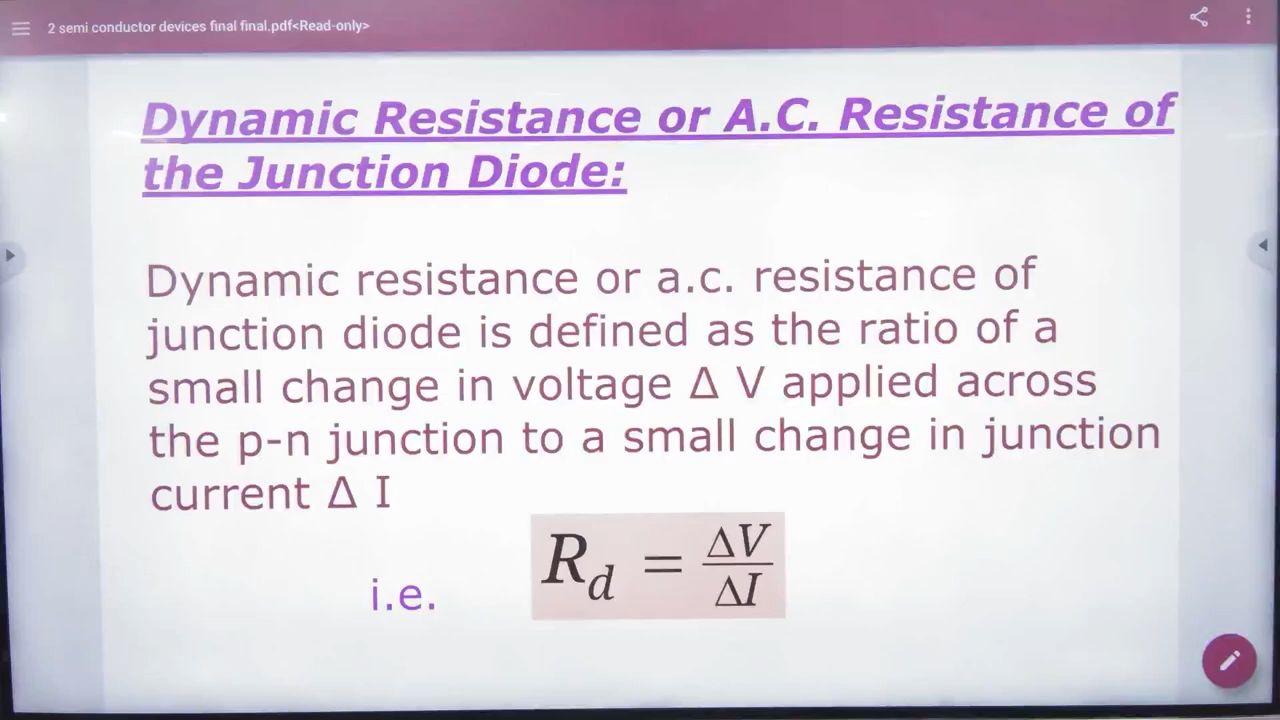 2 semi conductor devices final final.pdf<Read-only>
Dynamic Resistance or A.C. Resistance of
the Junction Diode:
Dynamic resistance or a.c. resistance of
junction diode is defined as the ratio of a
small change in voltage Δ V applied across
the p-n junction to a small change in junction
current Δ I
i.e. R_d = ΔV/ΔI